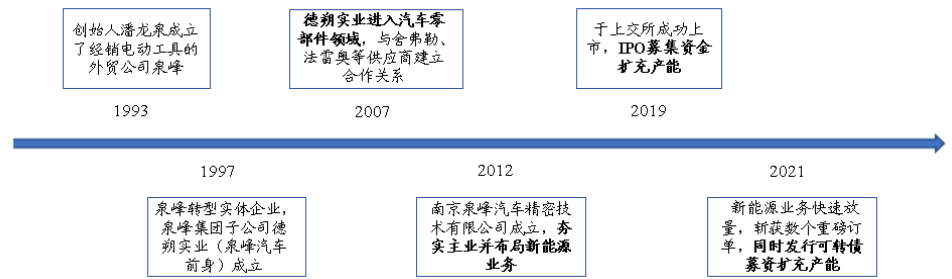 创始人潘龙泉成立
了经销电动工具的
外贸公司泉峰
德朔实业进入汽车零
部件领域，与舍弗勒、
法雷奥等供应商建立
合作关系
于上交所成功上
市，IPO募集资金
扩充产能
1993
2007
2019
1997
2012
2021
泉峰转型实体企业，
泉峰集团子公司德
朔实业（泉峰汽车
前身）成立
南京泉峰汽车精密技
术有限公司成立，夯
实主业并布局新能源
业务
新能源业务快速放
量，斩获数个重磅订
单，同时发行可转债
募资扩充产能